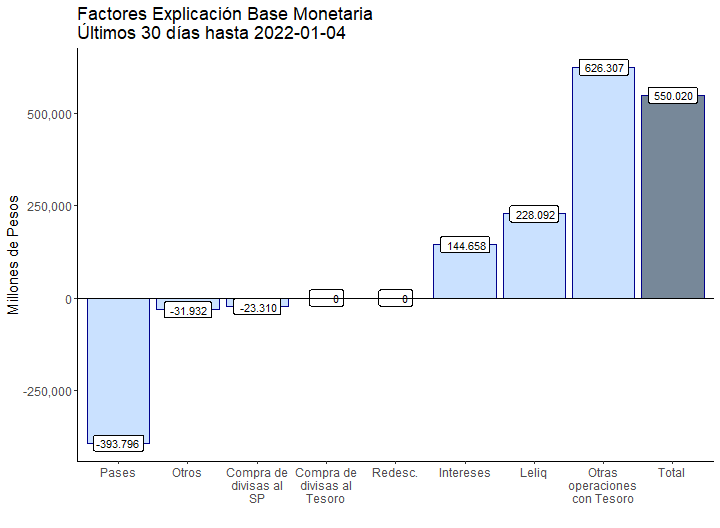 Factores Explicación Base Monetaria
Últimos 30 días hasta 2022-01-04
Millones de Pesos
500,000
250,000
0
-250,000
-393.796
-31.932
-23.310
0
0
144.658
228.092
626.307
550.020
Pases
Otros
Compra de
divisas al
SP
Compra de
divisas al
Tesoro
Redesc.
Intereses
Leliq
Otras
operaciones
con Tesoro
Total